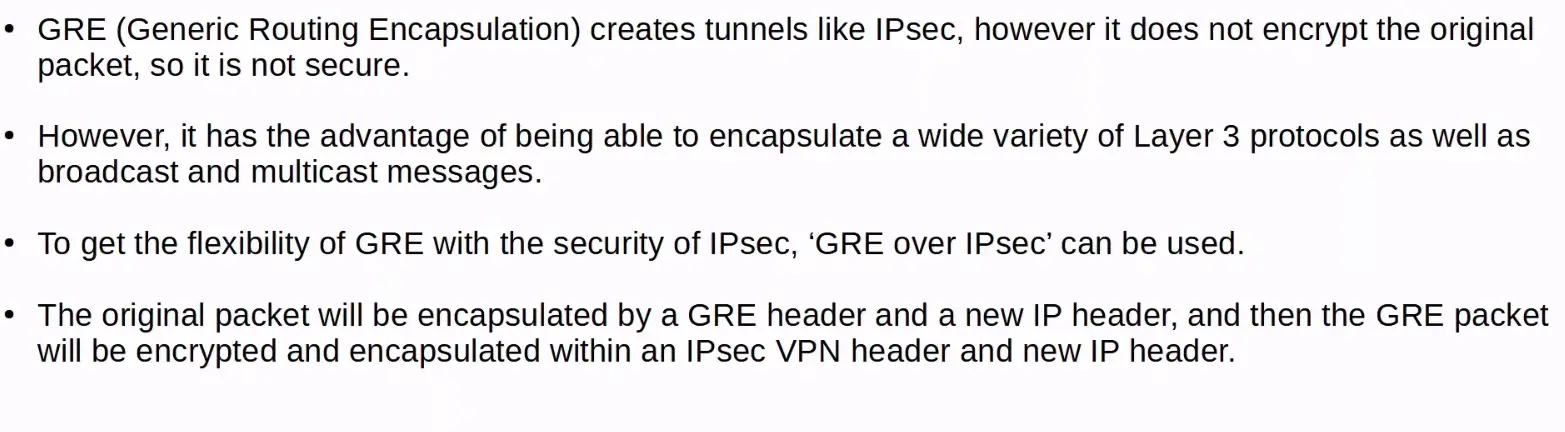 • GRE (Generic Routing Encapsulation) creates tunnels like IPsec, however it does not encrypt the original
packet, so it is not secure.
• However, it has the advantage of being able to encapsulate a wide variety of Layer 3 protocols as well as
broadcast and multicast messages.
• To get the flexibility of GRE with the security of IPsec, ‘GRE over IPsec’ can be used.
• The original packet will be encapsulated by a GRE header and a new IP header, and then the GRE packet
will be encrypted and encapsulated within an IPsec VPN header and new IP header.